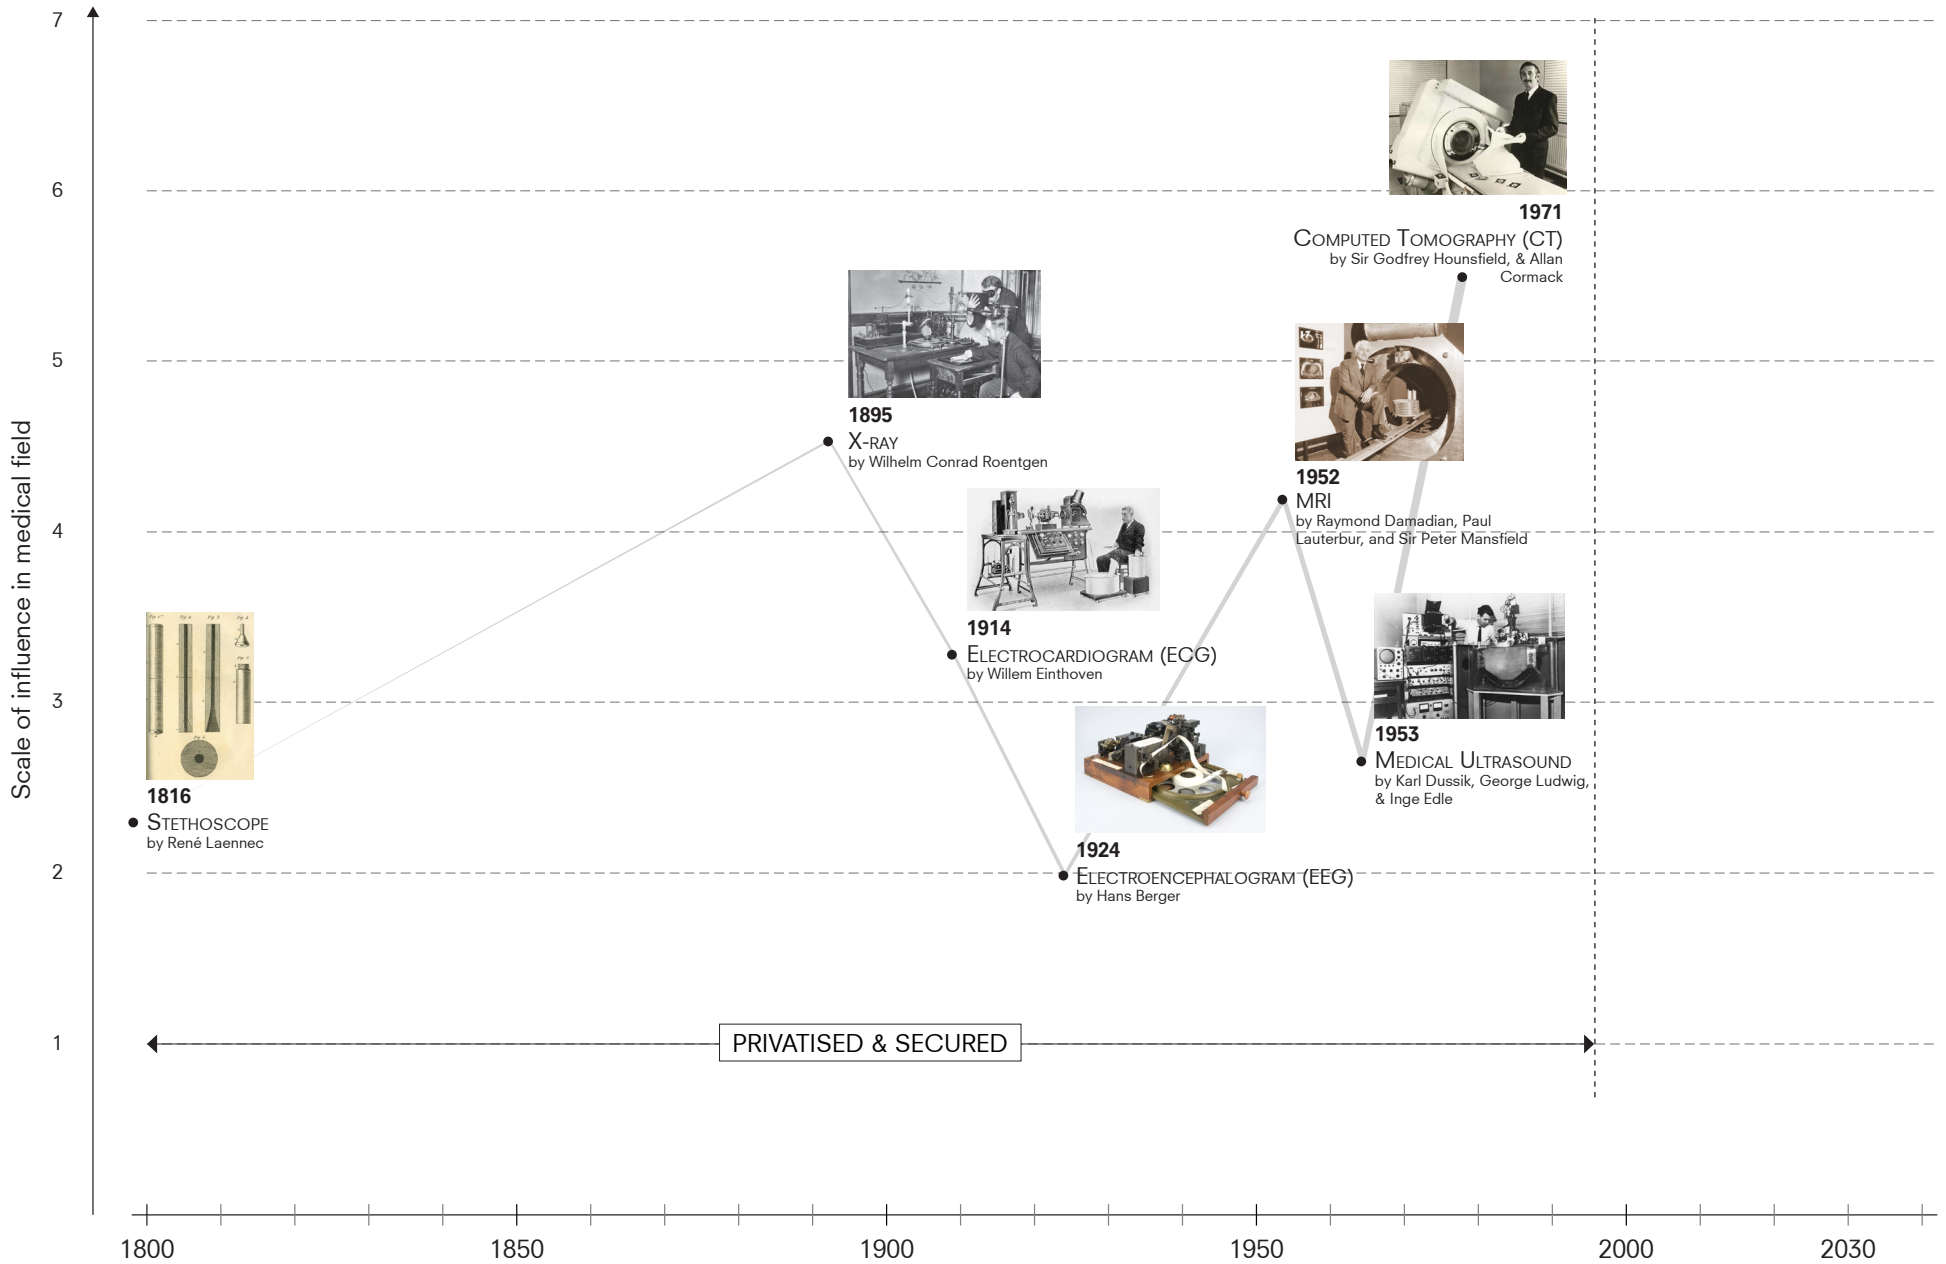 7
6
5
4
3
2
1
Scale of influence in medical field
1971
COMPUTED TOMOGRAPHY (CT)
by Sir Godfrey Hounsfield, & Allan
Cormack
1895
X-RAY
by Wilhelm Conrad Roentgen
1952
MRI
by Raymond Damadian, Paul
Lauterbur, and Sir Peter Mansfield
1914
ELECTROCARDIOGRAM (ECG)
by Willem Einthoven
1953
MEDICAL ULTRASOUND
by Karl Dussik, George Ludwig,
& Inge Edle
1816
STETHOSCOPE
by René Laennec
1924
ELECTROENCEPHALOGRAM (EEG)
by Hans Berger
PRIVATISED & SECURED
1800
1850
1900
1950
2000
2030